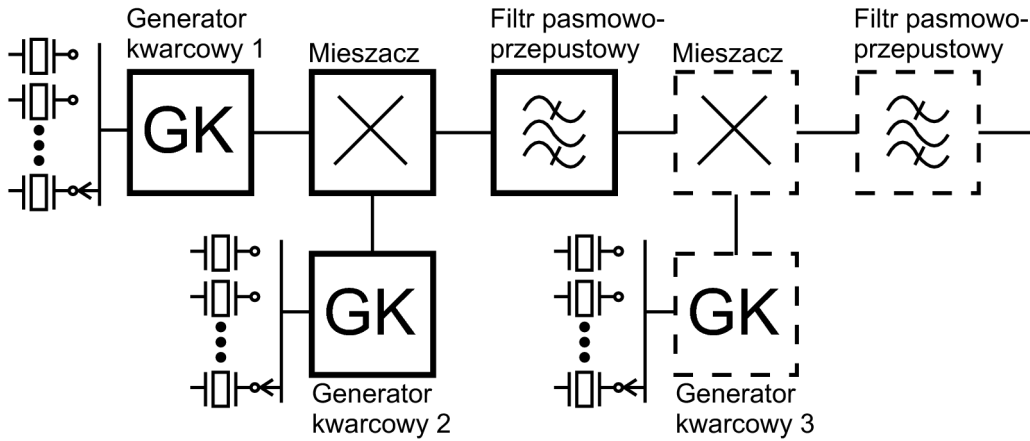 Generator
kwarcowy 1
Mieszacz
Filtr pasmowo-
przepustowy
Mieszacz
Filtr pasmowo-
przepustowy
GK
GK
Generator
kwarcowy 2
GK
Generator
kwarcowy 3